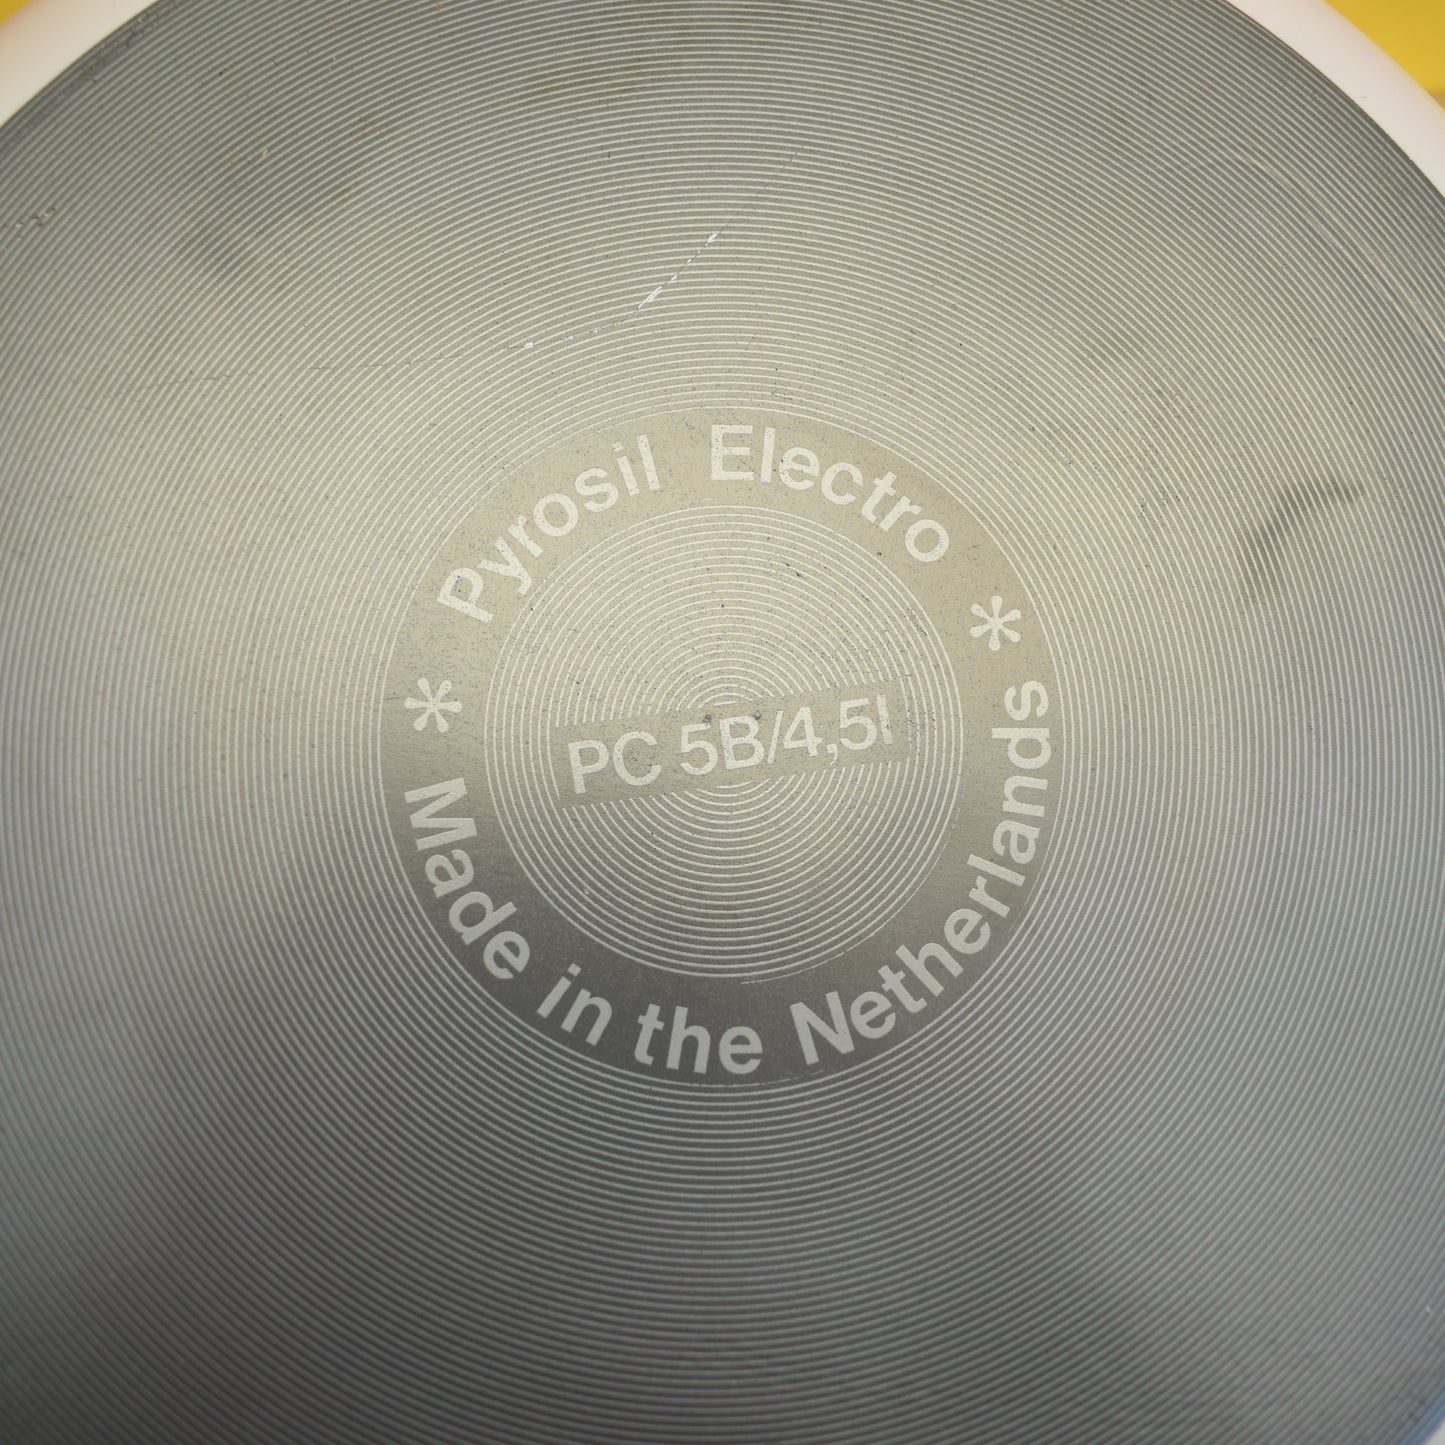 Pyrosil Electro *
Made in the Netherlands *
PC 5B/4,5l